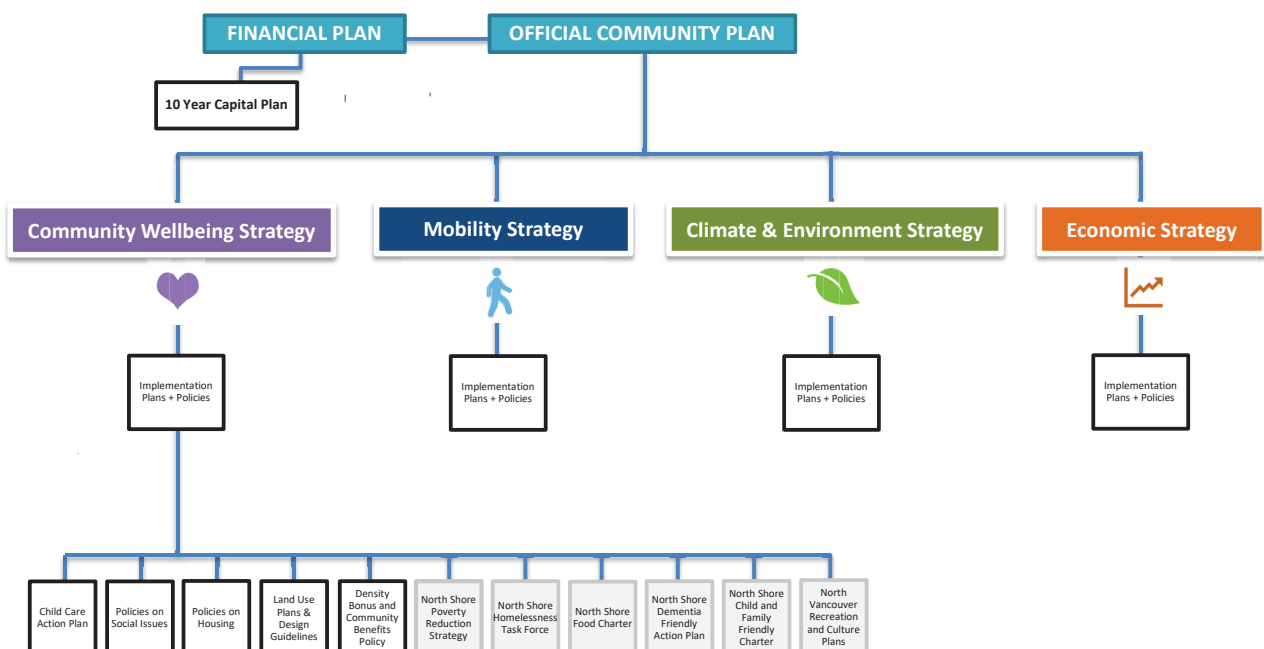 FINANCIAL PLAN
OFFICIAL COMMUNITY PLAN
10 Year Capital Plan
Community Wellbeing Strategy
Mobility Strategy
Climate & Environment Strategy
Economic Strategy
Implementation
Plans + Policies
Implementation
Plans + Policies
Implementation
Plans + Policies
Implementation
Plans + Policies
Child Care
Action Plan
Policies on
Social Issues
Policies on
Housing
Land Use
Plans &
Design
Guidelines
Density
Bonus and
Community
Benefits
Policy
North Shore
Poverty
Reduction
Strategy
North Shore
Homelessness
Task Force
North Shore
Food Charter
North Shore
Dementia
Friendly
Action Plan
North Shore
Child and
Family
Friendly
Charter
North
Vancouver
Recreation
and Culture
Plans